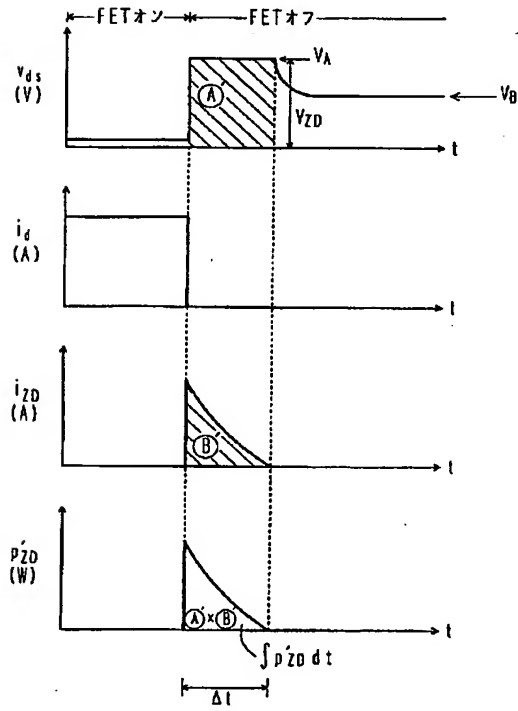 FETオン
FETオフ
Vds
(V)
Ⓐ′
VA
VZD
VB
t
id
(A)
t
iZD
(A)
Ⓑ′
t
P′ZD
(W)
Ⓐ′×Ⓑ′
∫P′ZD dt
t
Δt